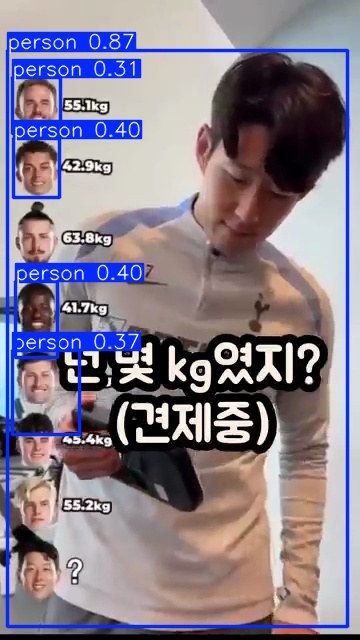 person 0.87
person 0.31
55.1kg
person 0.40
42.9kg
63.8kg
person 0.40
41.7kg
person 0.37
넌 몇 kg였지?
(견제중)
45.4kg
55.2kg
?